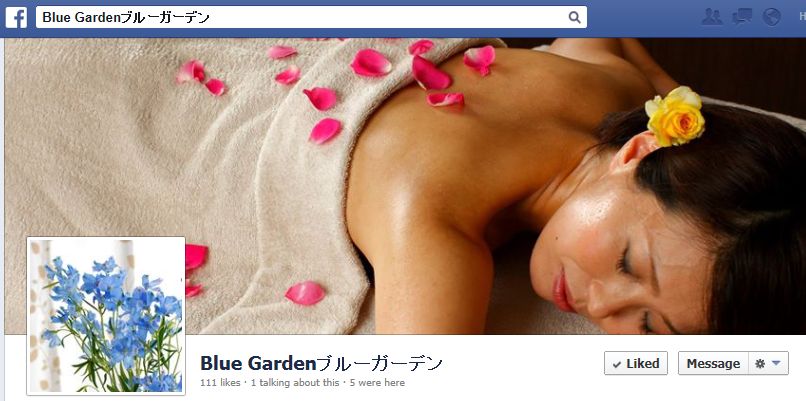 Blue Gardenブルーガーデン
Blue Gardenブルーガーデン
Liked
Message
111 likes · 1 talking about this · 5 were here